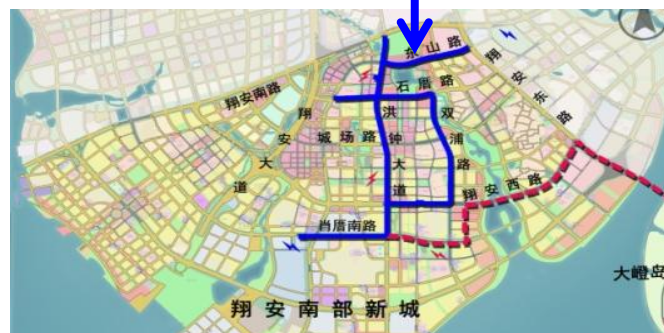 东山路
石厝路
翔安东路
翔安南路
翔安大道
城场路
洪钟大道
双浦路
翔安西路
肖厝南路
大嶝岛
翔安南部新城